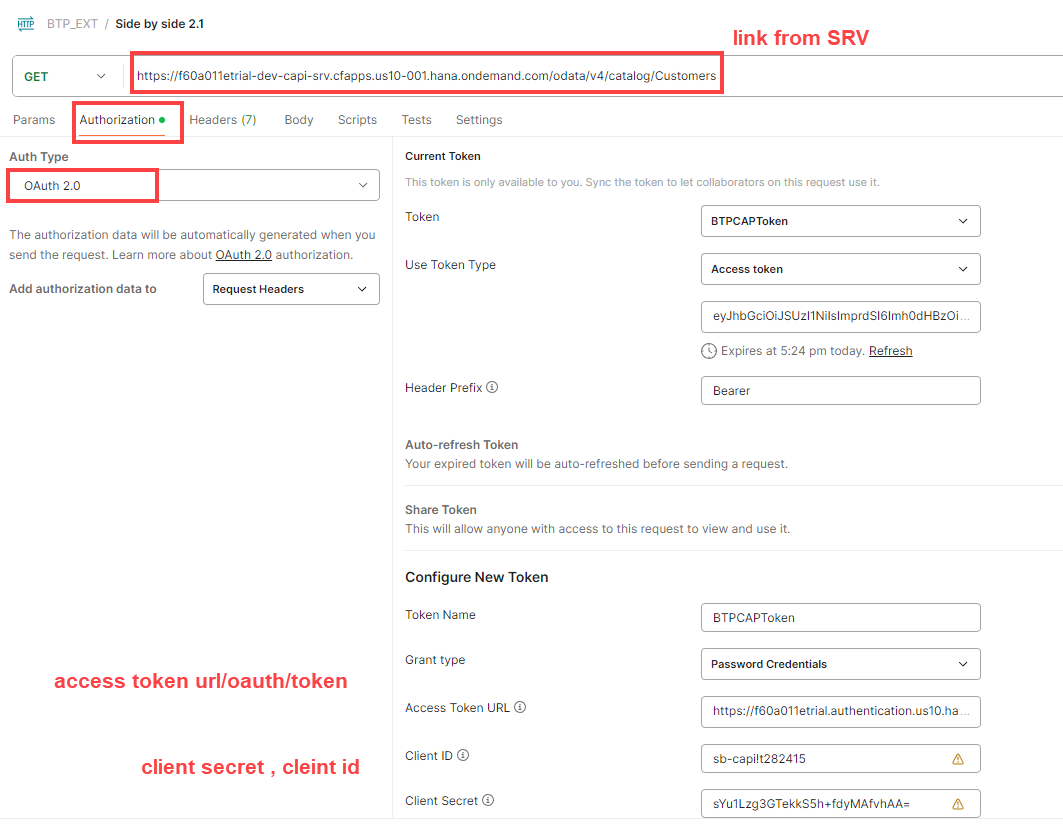 HTTP BTP_EXT / Side by side 2.1
link from SRV
GET https://f60a011etrial-dev-capi-srv.cfapps.us10-001.hana.ondemand.com/odata/v4/catalog/Customers
Params Authorization Headers (7) Body Scripts Tests Settings
Auth Type
OAuth 2.0
The authorization data will be automatically generated when you
send the request. Learn more about OAuth 2.0 authorization.
Add authorization data to Request Headers
Current Token
This token is only available to you. Sync the token to let collaborators on this request use it.
Token BTPCAPToken
Use Token Type Access token
eyJhbGciOiJSUzI1NiIsImprdSI6Imh0dHBzOi...
Expires at 5:24 pm today. Refresh
Header Prefix Bearer
Auto-refresh Token
Your expired token will be auto-refreshed before sending a request.
Share Token
This will allow anyone with access to this request to view and use it.
Configure New Token
Token Name BTPCAPToken
Grant type Password Credentials
access token url/oauth/token
Access Token URL https://f60a011etrial.authentication.us10.ha...
client secret , cleint id
Client ID sb-capi!t282415
Client Secret sYu1Lzg3GTekkS5h+fdyMAfvhAA=